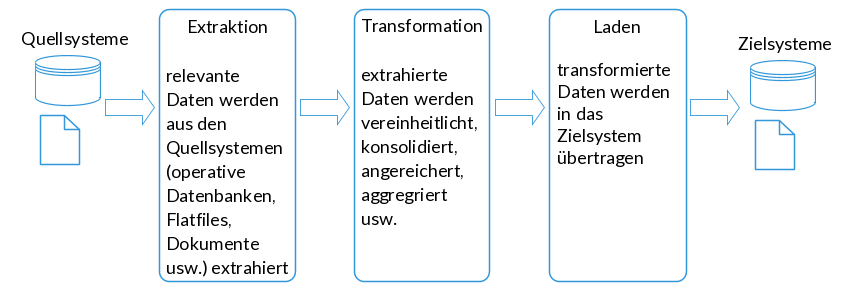 Quellsysteme
Extraktion
relevante
Daten werden
aus den
Quellsystemen
(operative
Datenbanken,
Flatfiles,
Dokumente
usw.) extrahiert
Transformation
extrahierte
Daten werden
vereinheitlicht,
konsolidiert,
angereichert,
aggregriert
usw.
Laden
transformierte
Daten werden
in das
Zielsystem
übertragen
Zielsysteme